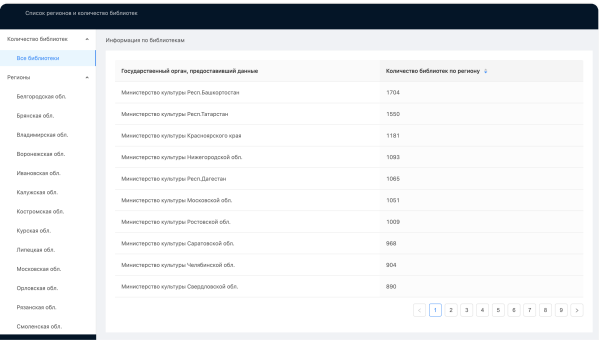 Список регионов и количество библиотек
Количество библиотек
Все библиотеки
Регионы
Белгородская обл.
Брянская обл.
Владимирская обл.
Воронежская обл.
Ивановская обл.
Калужская обл.
Костромская обл.
Курская обл.
Липецкая обл.
Московская обл.
Орловская обл.
Рязанская обл.
Смоленская обл.
Информация по библиотекам
Государственный орган, предоставивший данные Количество библиотек по региону
Министерство культуры Респ.Башкортостан 1704
Министерство культуры Респ.Татарстан 1550
Министерство культуры Красноярского края 1181
Министерство культуры Нижегородской обл. 1093
Министерство культуры Респ.Дагестан 1065
Министерство культуры Московской обл. 1051
Министерство культуры Ростовской обл. 1009
Министерство культуры Саратовской обл. 968
Министерство культуры Челябинской обл. 904
Министерство культуры Свердловской обл. 890
< 1 2 3 4 5 6 7 8 9 >